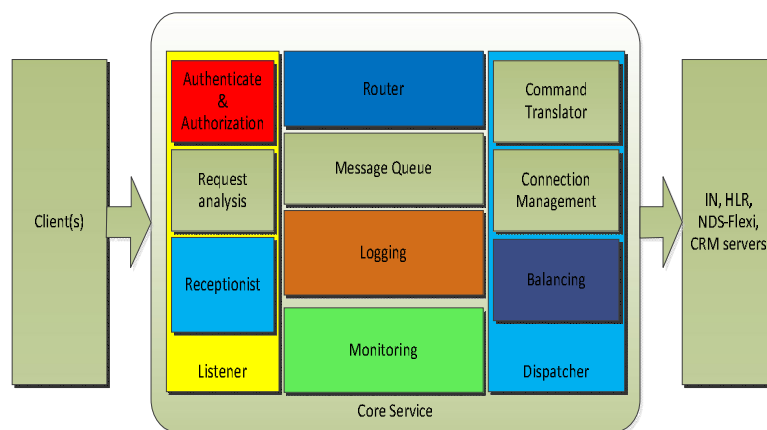 Client(s)
Authenticate
&
Authorization
Request
analysis
Receptionist
Listener
Router
Message Queue
Logging
Monitoring
Command
Translator
Connection
Management
Balancing
Dispatcher
Core Service
IN, HLR,
NDS-Flexi,
CRM servers